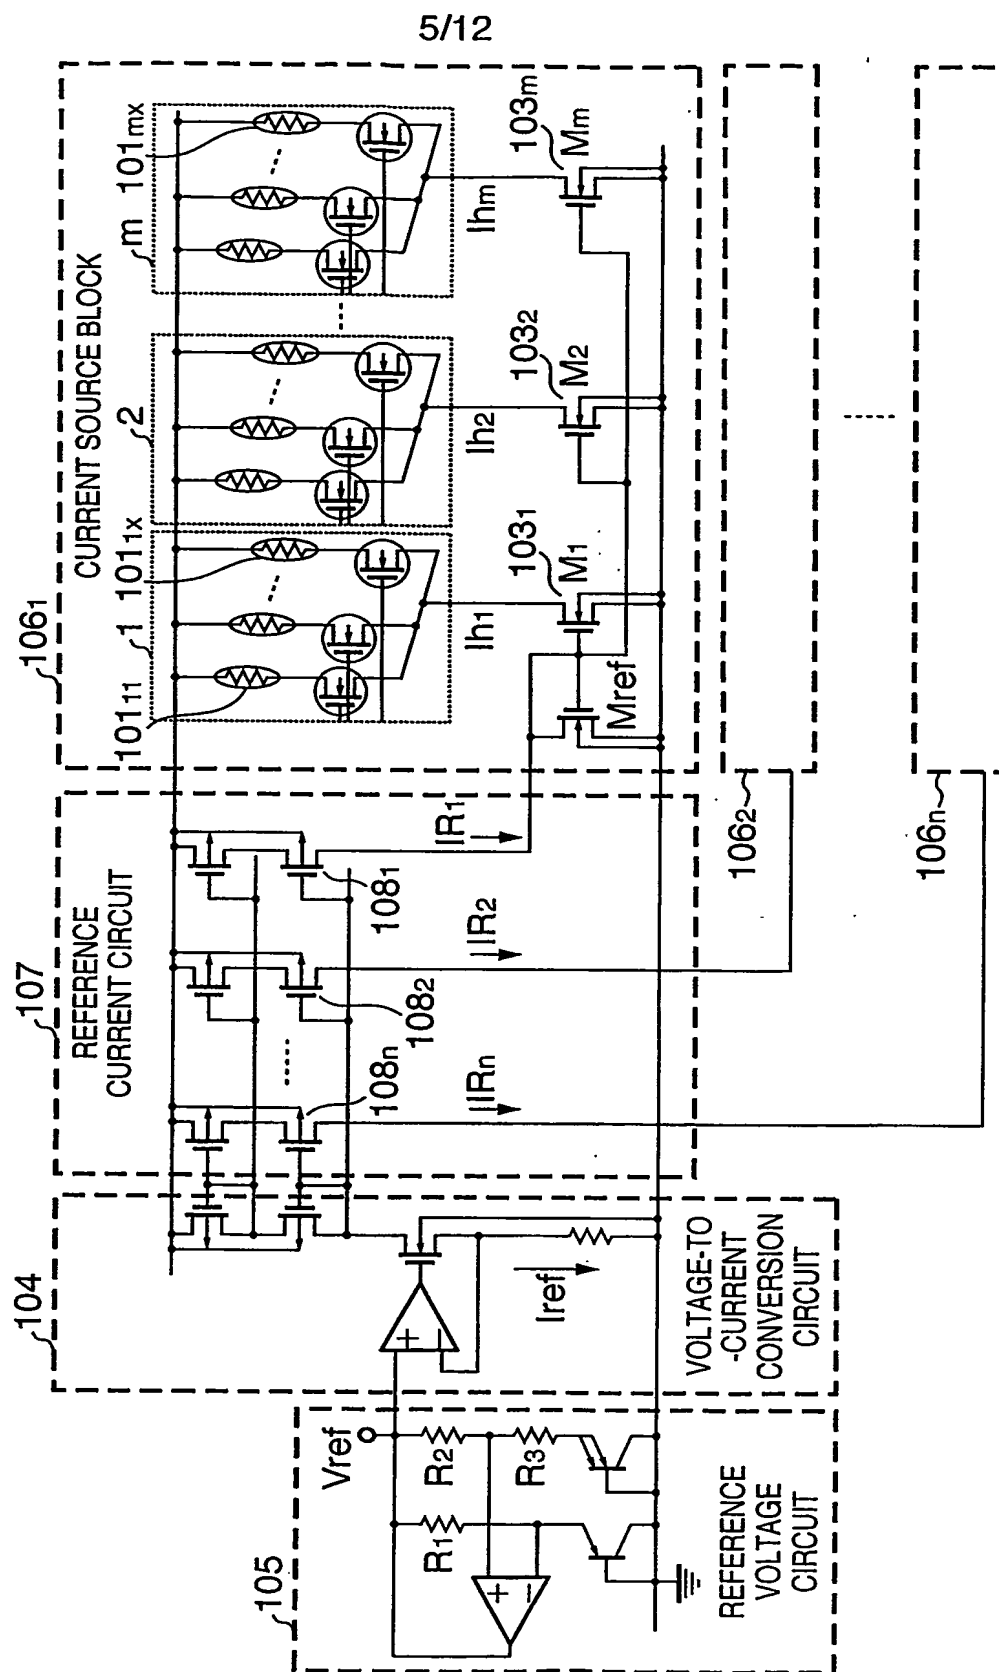 5/12
105
REFERENCE
VOLTAGE
CIRCUIT
Vref
R1
R2
R3
+
−
104
VOLTAGE-TO
-CURRENT
CONVERSION
CIRCUIT
+
−
Iref
107
REFERENCE
CURRENT CIRCUIT
108n
1082
1081
IRn
IR2
IR1
1061
CURRENT SOURCE BLOCK
10111
1
1011x
2
m
101mx
Ih1
Ih2
Ihm
Mref
1031
M1
1032
M2
103m
Mm
1062
106n